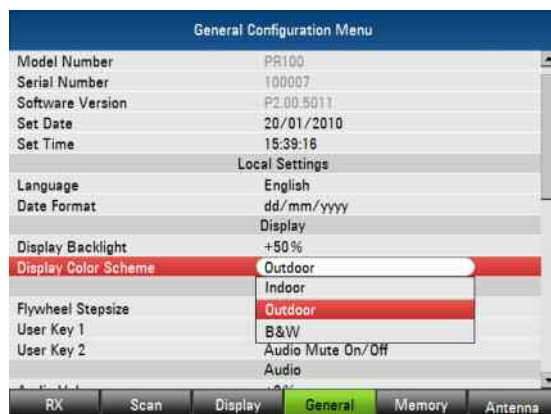 General Configuration Menu
Model Number PR100
Serial Number 100007
Software Version P2.00.5011
Set Date 20/01/2010
Set Time 15:39:16
Local Settings
Language English
Date Format dd/mm/yyyy
Display
Display Backlight +50%
Display Color Scheme Outdoor
Indoor
Flywheel Stepsize Outdoor
User Key 1 B&W
User Key 2 Audio Mute On/Off
Audio
RX Scan Display General Memory Antenna